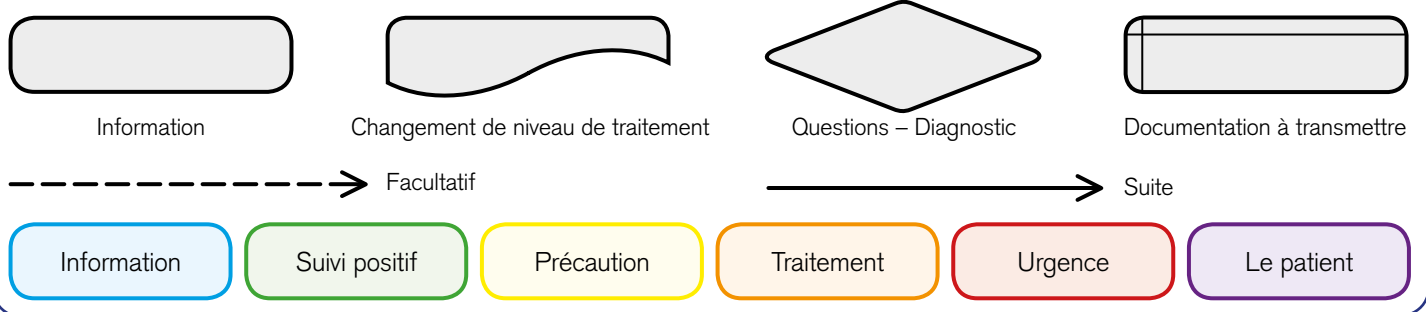 Information
Changement de niveau de traitement
Questions – Diagnostic
Documentation à transmettre
Facultatif
Suite
Information
Suivi positif
Précaution
Traitement
Urgence
Le patient